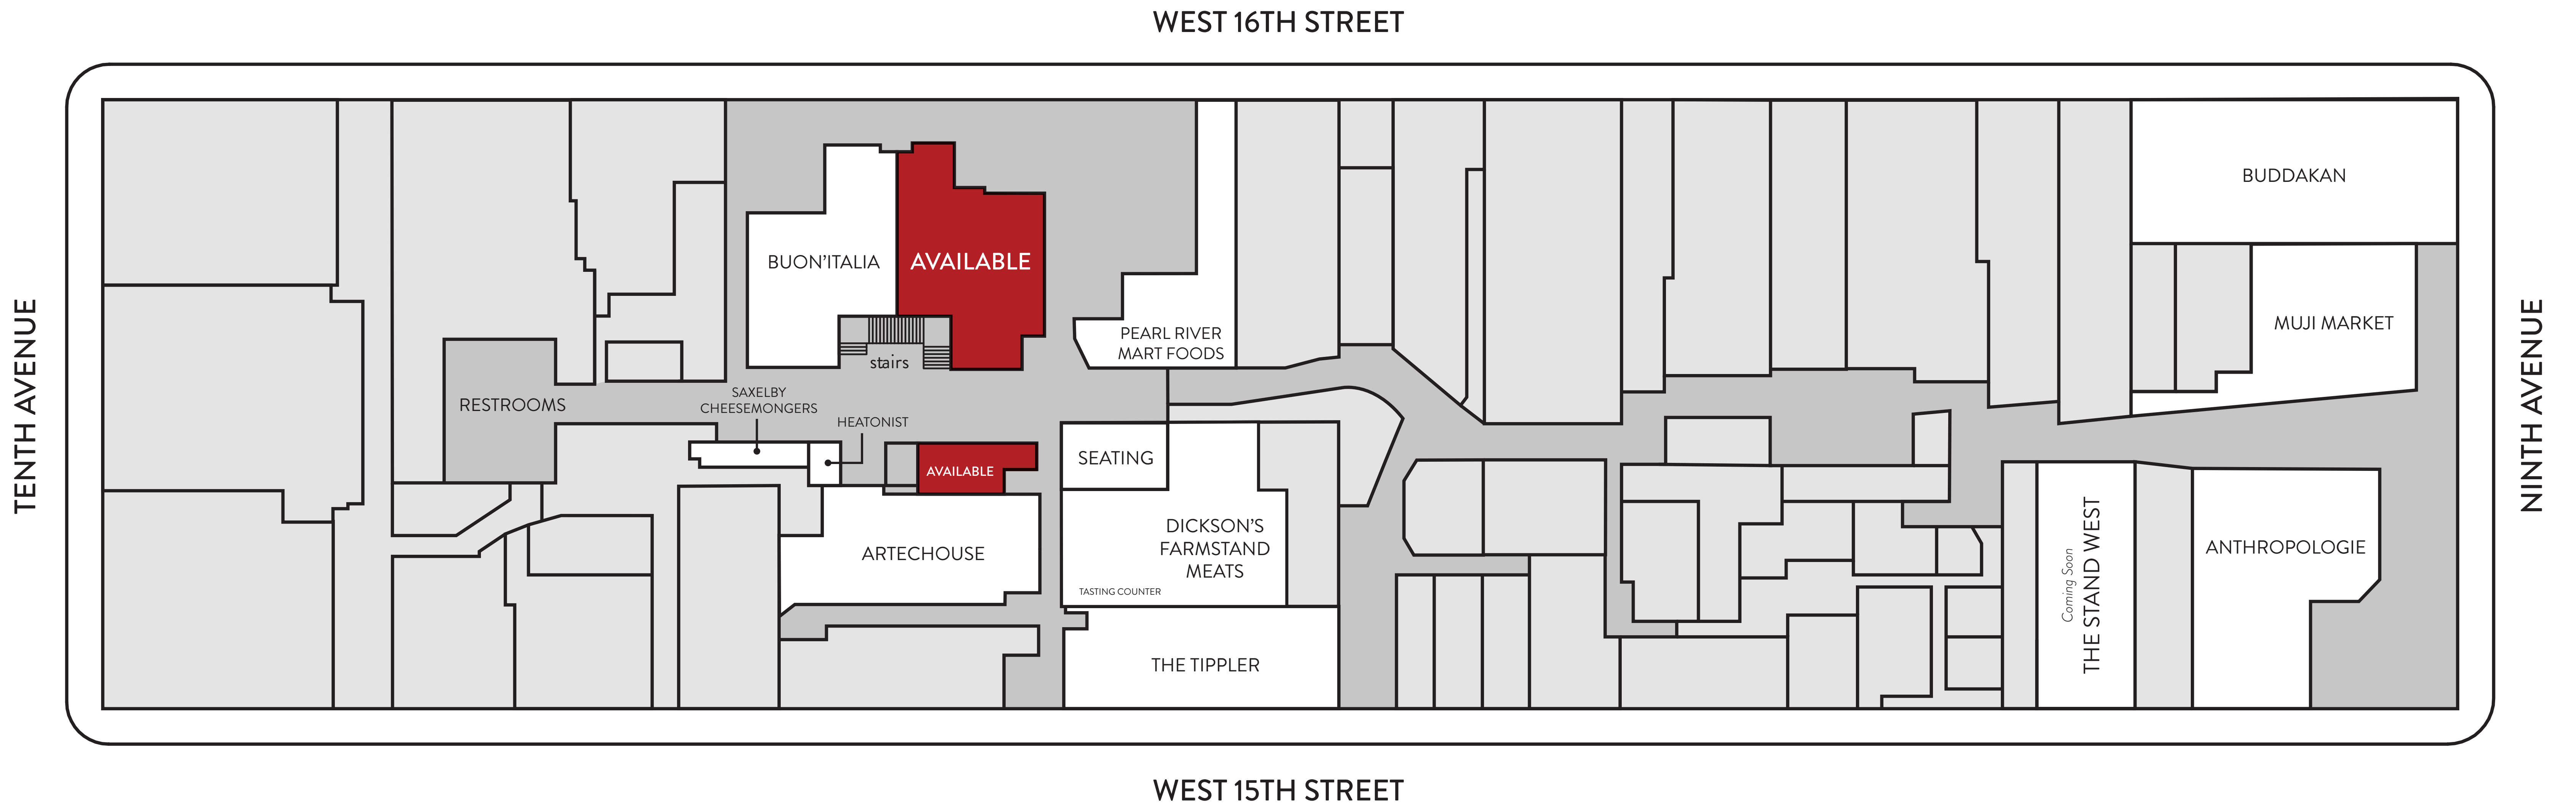 WEST 16TH STREET
TENTH AVENUE
NINTH AVENUE
BUDDAKAN
BUON'ITALIA
AVAILABLE
MUJI MARKET
PEARL RIVER
MART FOODS
stairs
RESTROOMS
SAXELBY
CHEESEMONGERS
HEATONIST
AVAILABLE
SEATING
DICKSON'S
FARMSTAND
MEATS
TASTING COUNTER
ARTECHOUSE
Coming Soon
THE STAND WEST
ANTHROPOLOGIE
THE TIPPLER
WEST 15TH STREET